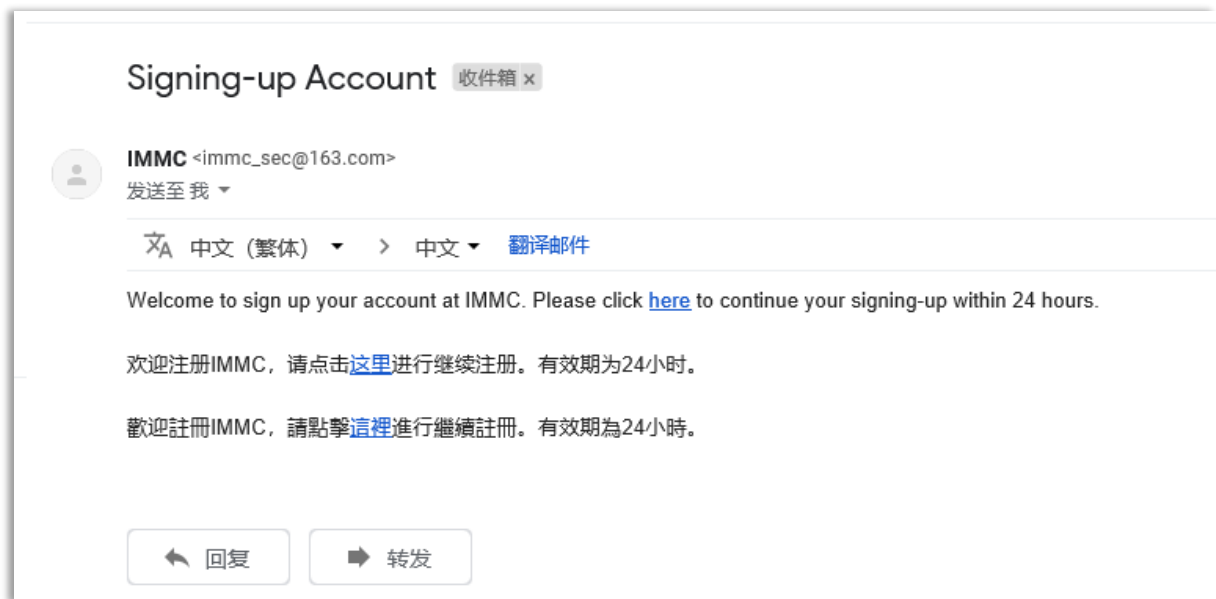 Signing-up Account 收件箱 ×
IMMC <immc_sec@163.com>
发送至 我
中文（繁体） > 中文 翻译邮件
Welcome to sign up your account at IMMC. Please click here to continue your signing-up within 24 hours.
欢迎注册IMMC，请点击这里进行继续注册。有效期为24小时。
歡迎註冊IMMC，請點擊這裡進行繼續註冊。有效期為24小時。
回复 转发